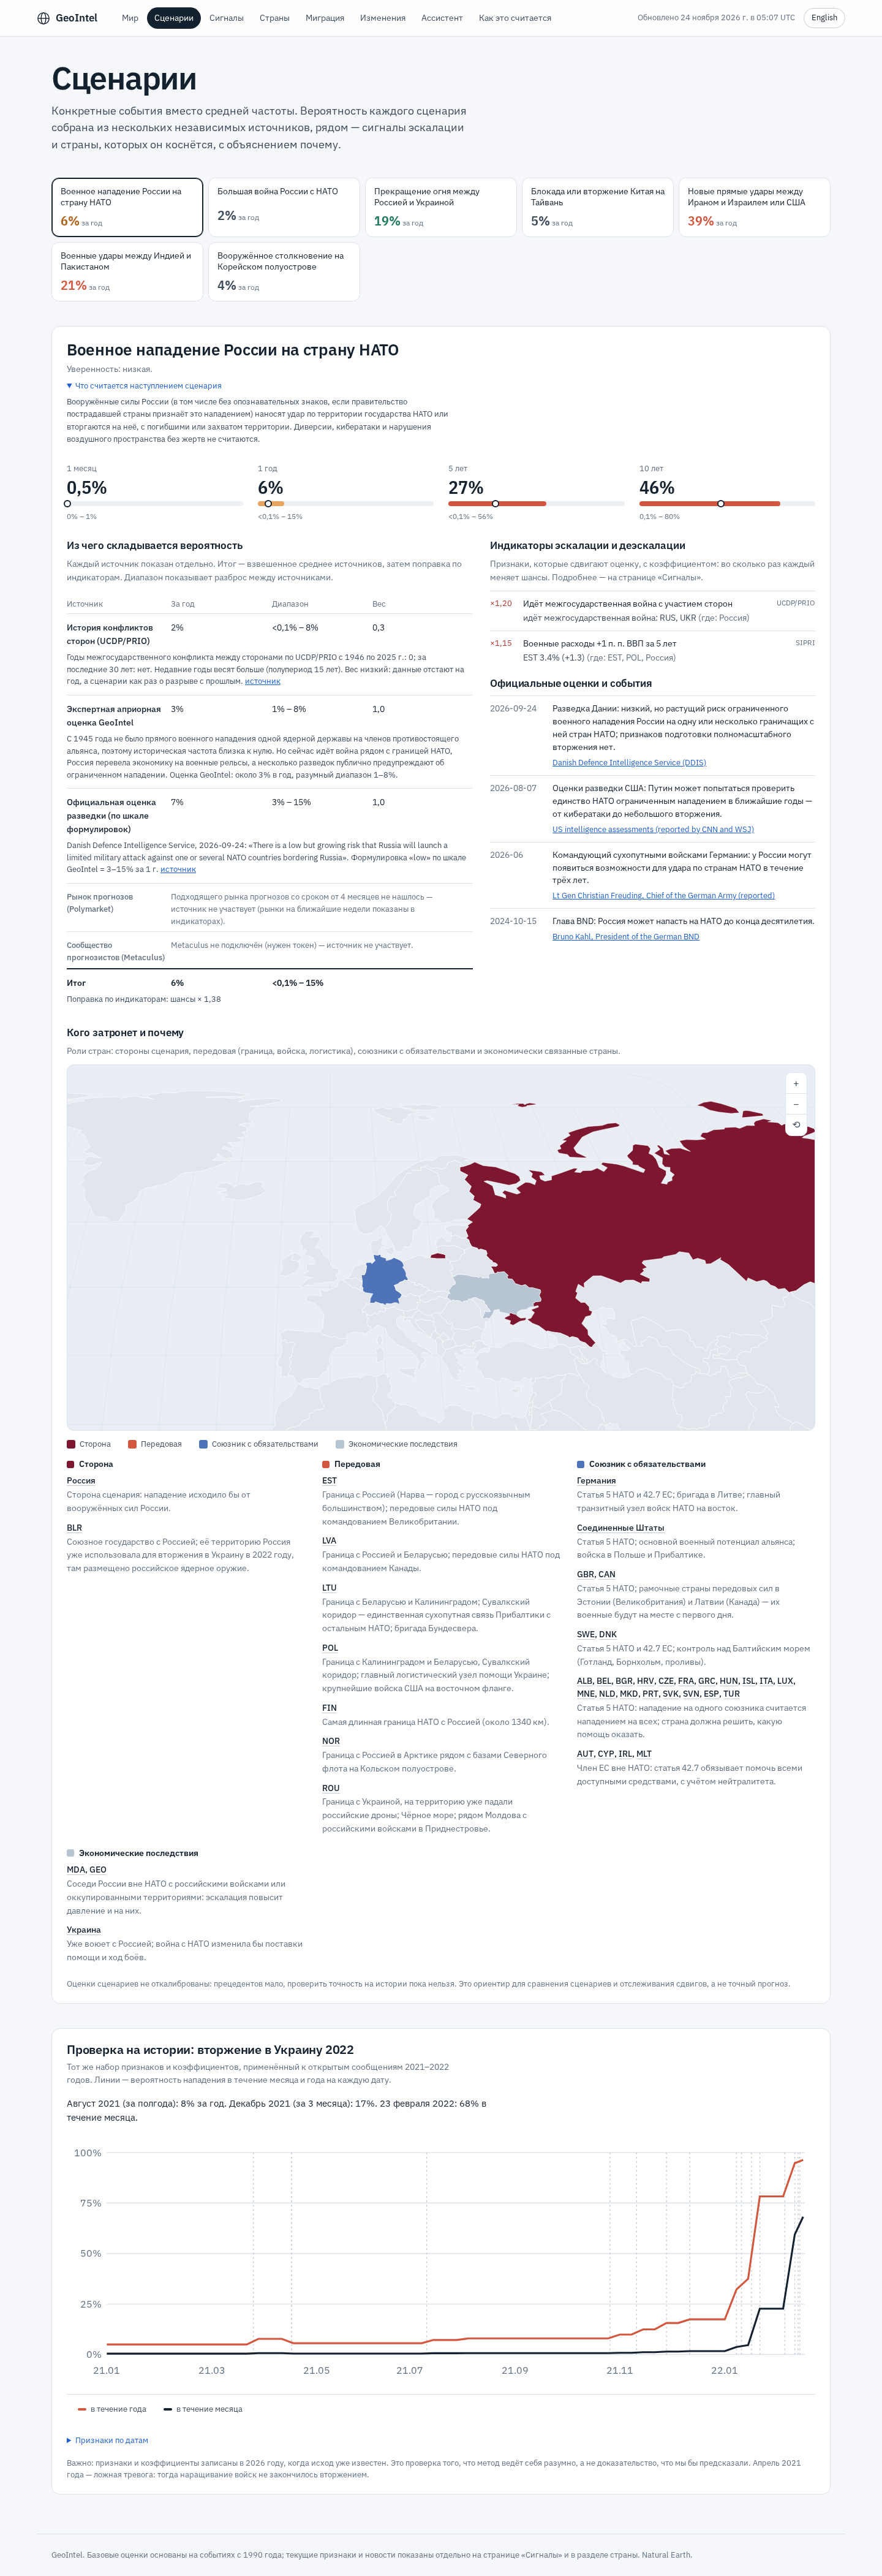 GeoIntel
Мир
Сценарии
Сигналы
Страны
Миграция
Изменения
Ассистент
Как это считается
Обновлено 24 ноября 2026 г. в 05:07 UTC
English
Сценарии
Конкретные события вместо средней частоты. Вероятность каждого сценария
собрана из нескольких независимых источников, рядом — сигналы эскалации
и страны, которых он коснётся, с объяснением почему.
Военное нападение России на
страну НАТО
6% за год
Большая война России с НАТО
2% за год
Прекращение огня между
Россией и Украиной
19% за год
Блокада или вторжение Китая на
Тайвань
5% за год
Новые прямые удары между
Ираном и Израилем или США
39% за год
Военные удары между Индией и
Пакистаном
21% за год
Вооружённое столкновение на
Корейском полуострове
4% за год
Военное нападение России на страну НАТО
Уверенность: низкая.
▼ Что считается наступлением сценария
Вооружённые силы России (в том числе без опознавательных знаков, если правительство
пострадавшей страны признаёт это нападением) наносят удар по территории государства НАТО или
вторгаются на неё, с погибшими или захватом территории. Диверсии, кибератаки и нарушения
воздушного пространства без жертв не считаются.
1 месяц
0,5%
0% – 1%
1 год
6%
<0,1% – 15%
5 лет
27%
<0,1% – 56%
10 лет
46%
0,1% – 80%
Из чего складывается вероятность
Каждый источник показан отдельно. Итог — взвешенное среднее источников, затем поправка по
индикаторам. Диапазон показывает разброс между источниками.
Источник За год Диапазон Вес
История конфликтов 2% <0,1% – 8% 0,3
сторон (UCDP/PRIO)
Годы межгосударственного конфликта между сторонами по UCDP/PRIO с 1946 по 2025 г.: 0; за
последние 30 лет: нет. Недавние годы весят больше (полупериод 15 лет). Вес низкий: данные отстают на
год, а сценарии как раз о разрыве с прошлым. источник
Экспертная априорная 3% 1% – 8% 1,0
оценка GeoIntel
С 1945 года не было прямого военного нападения одной ядерной державы на членов противостоящего
альянса, поэтому историческая частота близка к нулю. Но сейчас идёт война рядом с границей НАТО,
Россия перевела экономику на военные рельсы, а несколько разведок публично предупреждают об
ограниченном нападении. Оценка GeoIntel: около 3% в год, разумный диапазон 1–8%.
Официальная оценка 7% 3% – 15% 1,0
разведки (по шкале
формулировок)
Danish Defence Intelligence Service, 2026-09-24: «There is a low but growing risk that Russia will launch a
limited military attack against one or several NATO countries bordering Russia». Формулировка «low» по шкале
GeoIntel = 3–15% за 1 г. источник
Рынок прогнозов Подходящего рынка прогнозов со сроком от 4 месяцев не нашлось —
(Polymarket) источник не участвует (рынки на ближайшие недели показаны в
индикаторах).
Сообщество Metaculus не подключён (нужен токен) — источник не участвует.
прогнозистов (Metaculus)
Итог 6% <0,1% – 15%
Поправка по индикаторам: шансы × 1,38
Индикаторы эскалации и деэскалации
Признаки, которые сдвигают оценку, с коэффициентом: во сколько раз каждый
меняет шансы. Подробнее — на странице «Сигналы».
×1,20 Идёт межгосударственная война с участием сторон UCDP/PRIO
идёт межгосударственная война: RUS, UKR (где: Россия)
×1,15 Военные расходы +1 п. п. ВВП за 5 лет SIPRI
EST 3.4% (+1.3) (где: EST, POL, Россия)
Официальные оценки и события
2026-09-24 Разведка Дании: низкий, но растущий риск ограниченного
военного нападения России на одну или несколько граничащих с
ней стран НАТО; признаков подготовки полномасштабного
вторжения нет.
Danish Defence Intelligence Service (DDIS)
2026-08-07 Оценки разведки США: Путин может попытаться проверить
единство НАТО ограниченным нападением в ближайшие годы —
от кибератаки до небольшого вторжения.
US intelligence assessments (reported by CNN and WSJ)
2026-06 Командующий сухопутными войсками Германии: у России могут
появиться возможности для удара по странам НАТО в течение
трёх лет.
Lt Gen Christian Freuding, Chief of the German Army (reported)
2024-10-15 Глава BND: Россия может напасть на НАТО до конца десятилетия.
Bruno Kahl, President of the German BND
Кого затронет и почему
Роли стран: стороны сценария, передовая (граница, войска, логистика), союзники с обязательствами и экономически связанные страны.
+
−
⟲
Сторона
Передовая
Союзник с обязательствами
Экономические последствия
Сторона
Россия
Сторона сценария: нападение исходило бы от
вооружённых сил России.
BLR
Союзное государство с Россией; её территорию Россия
уже использовала для вторжения в Украину в 2022 году,
там размещено российское ядерное оружие.
Передовая
EST
Граница с Россией (Нарва — город с русскоязычным
большинством); передовые силы НАТО под
командованием Великобритании.
LVA
Граница с Россией и Беларусью; передовые силы НАТО под
командованием Канады.
LTU
Граница с Беларусью и Калининградом; Сувалкский
коридор — единственная сухопутная связь Прибалтики с
остальным НАТО; бригада Бундесвера.
POL
Граница с Калининградом и Беларусью, Сувалкский
коридор; главный логистический узел помощи Украине;
крупнейшие войска США на восточном фланге.
FIN
Самая длинная граница НАТО с Россией (около 1340 км).
NOR
Граница с Россией в Арктике рядом с базами Северного
флота на Кольском полуострове.
ROU
Граница с Украиной, на территорию уже падали
российские дроны; Чёрное море; рядом Молдова с
российскими войсками в Приднестровье.
Союзник с обязательствами
Германия
Статья 5 НАТО и 42.7 ЕС; бригада в Литве; главный
транзитный узел войск НАТО на восток.
Соединенные Штаты
Статья 5 НАТО; основной военный потенциал альянса;
войска в Польше и Прибалтике.
GBR, CAN
Статья 5 НАТО; рамочные страны передовых сил в
Эстонии (Великобритания) и Латвии (Канада) — их
военные будут на месте с первого дня.
SWE, DNK
Статья 5 НАТО и 42.7 ЕС; контроль над Балтийским морем
(Готланд, Борнхольм, проливы).
ALB, BEL, BGR, HRV, CZE, FRA, GRC, HUN, ISL, ITA, LUX,
MNE, NLD, MKD, PRT, SVK, SVN, ESP, TUR
Статья 5 НАТО: нападение на одного союзника считается
нападением на всех; страна должна решить, какую
помощь оказать.
AUT, CYP, IRL, MLT
Член ЕС вне НАТО: статья 42.7 обязывает помочь всеми
доступными средствами, с учётом нейтралитета.
Экономические последствия
MDA, GEO
Соседи России вне НАТО с российскими войсками или
оккупированными территориями: эскалация повысит
давление и на них.
Украина
Уже воюет с Россией; война с НАТО изменила бы поставки
помощи и ход боёв.
Оценки сценариев не откалиброваны: прецедентов мало, проверить точность на истории пока нельзя. Это ориентир для сравнения сценариев и отслеживания сдвигов, а не точный прогноз.
Проверка на истории: вторжение в Украину 2022
Тот же набор признаков и коэффициентов, применённый к открытым сообщениям 2021–2022
годов. Линии — вероятность нападения в течение месяца и года на каждую дату.
Август 2021 (за полгода): 8% за год. Декабрь 2021 (за 3 месяца): 17%. 23 февраля 2022: 68% в
течение месяца.
100%
75%
50%
25%
0%
21.01 21.03 21.05 21.07 21.09 21.11 22.01
в течение года
в течение месяца
▶ Признаки по датам
Важно: признаки и коэффициенты записаны в 2026 году, когда исход уже известен. Это проверка того, что метод ведёт себя разумно, а не доказательство, что мы бы предсказали. Апрель 2021
года — ложная тревога: тогда наращивание войск не закончилось вторжением.
GeoIntel. Базовые оценки основаны на событиях с 1990 года; текущие признаки и новости показаны отдельно на странице «Сигналы» и в разделе страны. Natural Earth.